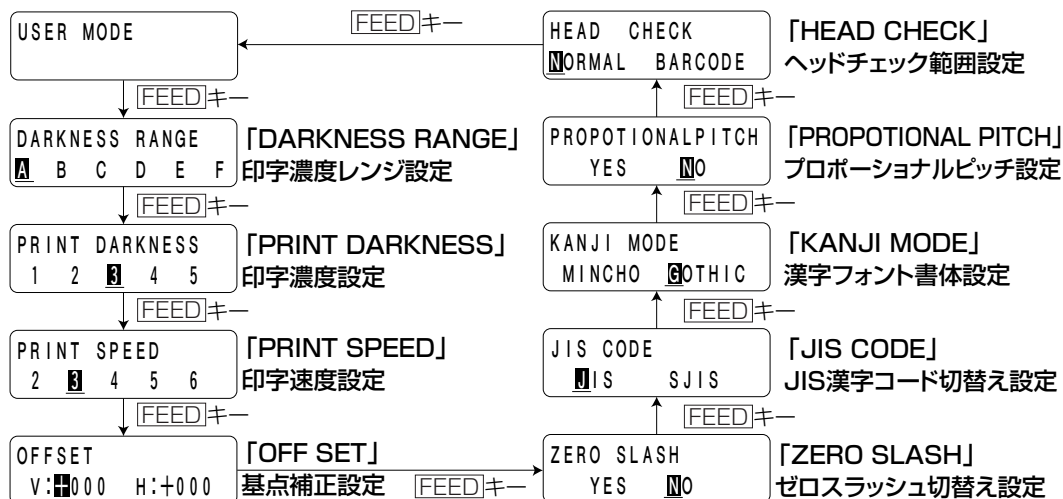 USER MODE
FEEDキー
DARKNESS RANGE
A B C D E F
「DARKNESS RANGE」
印字濃度レンジ設定
FEEDキー
PRINT DARKNESS
1 2 3 4 5
「PRINT DARKNESS」
印字濃度設定
FEEDキー
PRINT SPEED
2 3 4 5 6
「PRINT SPEED」
印字速度設定
FEEDキー
OFFSET
V:+000 H:+000
「OFF SET」
基点補正設定
FEEDキー
ZERO SLASH
YES NO
「ZERO SLASH」
ゼロスラッシュ切替え設定
FEEDキー
JIS CODE
JIS SJIS
「JIS CODE」
JIS漢字コード切替え設定
FEEDキー
KANJI MODE
MINCHO GOTHIC
「KANJI MODE」
漢字フォント書体設定
FEEDキー
PROPOTIONALPITCH
YES NO
「PROPOTIONAL PITCH」
プロポーショナルピッチ設定
FEEDキー
HEAD CHECK
NORMAL BARCODE
「HEAD CHECK」
ヘッドチェック範囲設定
FEEDキー